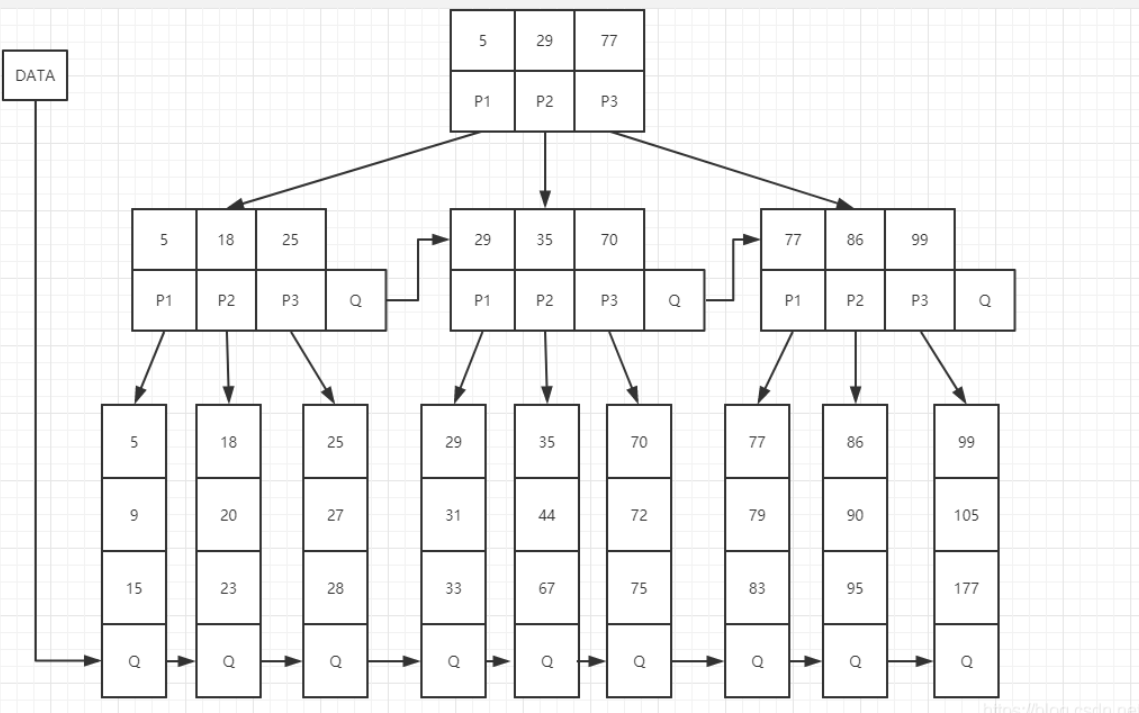 5 29 77
DATA
P1 P2 P3
5 18 25
29 35 70
77 86 99
P1 P2 P3 Q
P1 P2 P3 Q
P1 P2 P3 Q
5 18 25 29 35 70 77 86 99
9 20 27 31 44 72 79 90 105
15 23 28 33 67 75 83 95 177
Q Q Q Q Q Q Q Q Q
https://blog.csdn.net